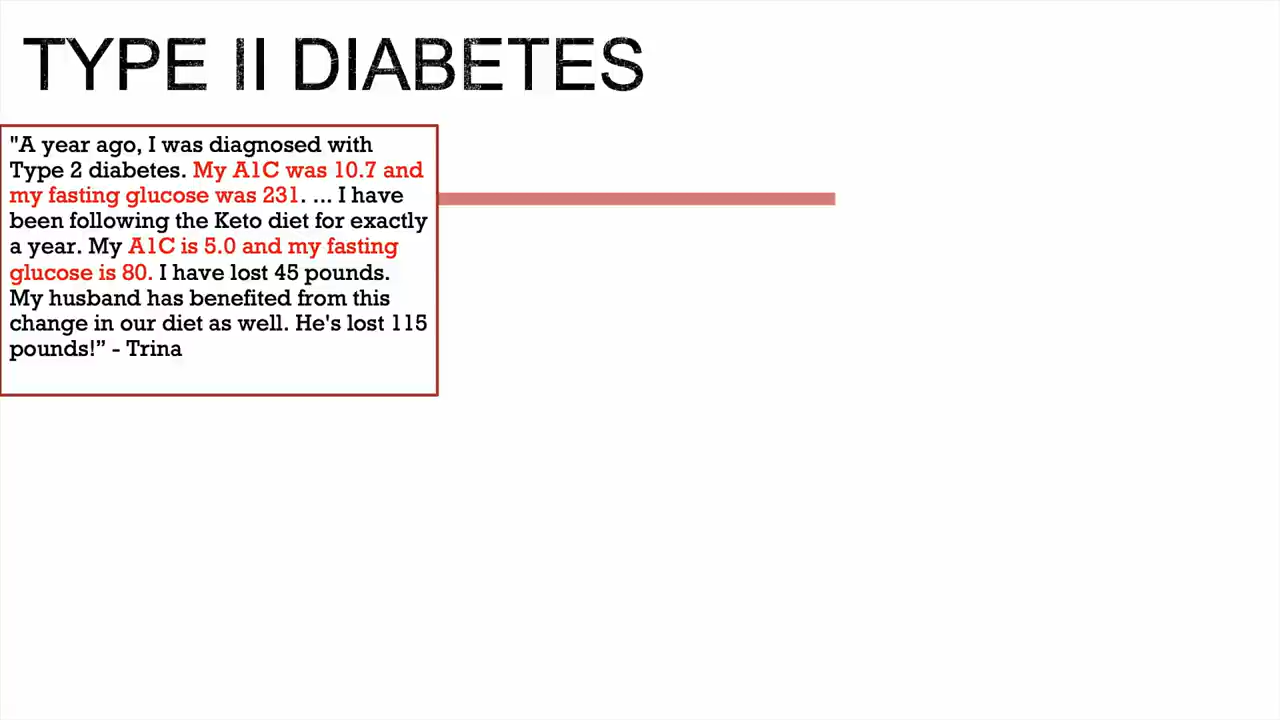 TYPE II DIABETES
"A year ago, I was diagnosed with
Type 2 diabetes. My A1C was 10.7 and
my fasting glucose was 231. ... I have
been following the Keto diet for exactly
a year. My A1C is 5.0 and my fasting
glucose is 80. I have lost 45 pounds.
My husband has benefited from this
change in our diet as well. He's lost 115
pounds!” - Trina